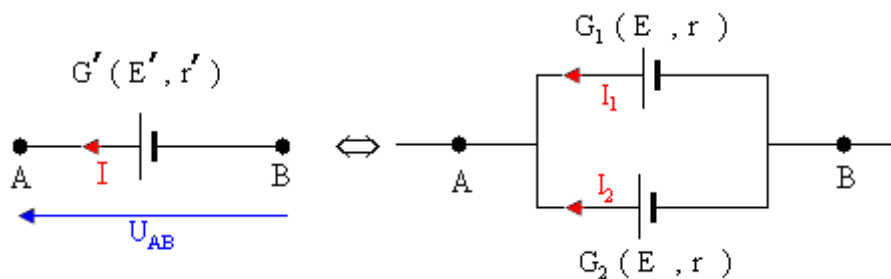 G'(E', r')
A
I
B
U_AB
G₁(E , r )
I₁
A
B
I₂
G₂(E , r )